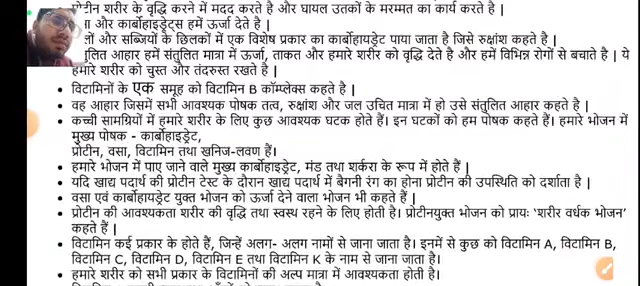 प्रोटीन शरीर के वृद्धि करने में मदद करते है और घायल उतकों के मरम्मत का कार्य करते है |
और कार्बोहाइड्रेट्स हमें ऊर्जा देते है |
और सब्जियों के छिलकों में एक विशेष प्रकार का कार्बोहायड्रेट पाया जाता है जिसे रुक्षांश कहते है |
आहार हमें संतुलित मात्रा में ऊर्जा, ताकत और हमारे शरीर को वृद्धि देते है और हमें विभिन्न रोगों से बचाते है | ये
हमारे शरीर को चुस्त और तंदरुस्त रखते है |
विटामिनों के एक समूह को विटामिन B कॉम्प्लेक्स कहते है |
वह आहार जिसमें सभी आवश्यक पोषक तत्व, रुक्षांश और जल उचित मात्रा में हो उसे संतुलित आहार कहते है |
कच्ची सामग्रियों में हमारे शरीर के लिए कुछ आवश्यक घटक होते हैं। इन घटकों को हम पोषक कहते हैं। हमारे भोजन में
मुख्य पोषक - कार्बोहाइड्रेट,
प्रोटीन, वसा, विटामिन तथा खनिज-लवण हैं।
हमारे भोजन में पाए जाने वाले मुख्य कार्बोहाइड्रेट, मंड तथा शर्करा के रूप में होते हैं |
यदि खाद्य पदार्थ की प्रोटीन टेस्ट के दौरान खाद्य पदार्थ में बैगनी रंग का होना प्रोटीन की उपस्थिति को दर्शाता है |
वसा एवं कार्बोहायड्रेट युक्त भोजन को ऊर्जा देने वाला भोजन भी कहते हैं |
प्रोटीन की आवश्यकता शरीर की वृद्धि तथा स्वस्थ रहने के लिए होती है। प्रोटीनयुक्त भोजन को प्रायः 'शरीर वर्धक भोजन'
कहते हैं |
विटामिन कई प्रकार के होते हैं, जिन्हें अलग- अलग नामों से जाना जाता है। इनमें से कुछ को विटामिन A, विटामिन B,
विटामिन C, विटामिन D, विटामिन E तथा विटामिन K के नाम से जाना जाता है।
हमारे शरीर को सभी प्रकार के विटामिनों की अल्प मात्रा में आवश्यकता होती है।